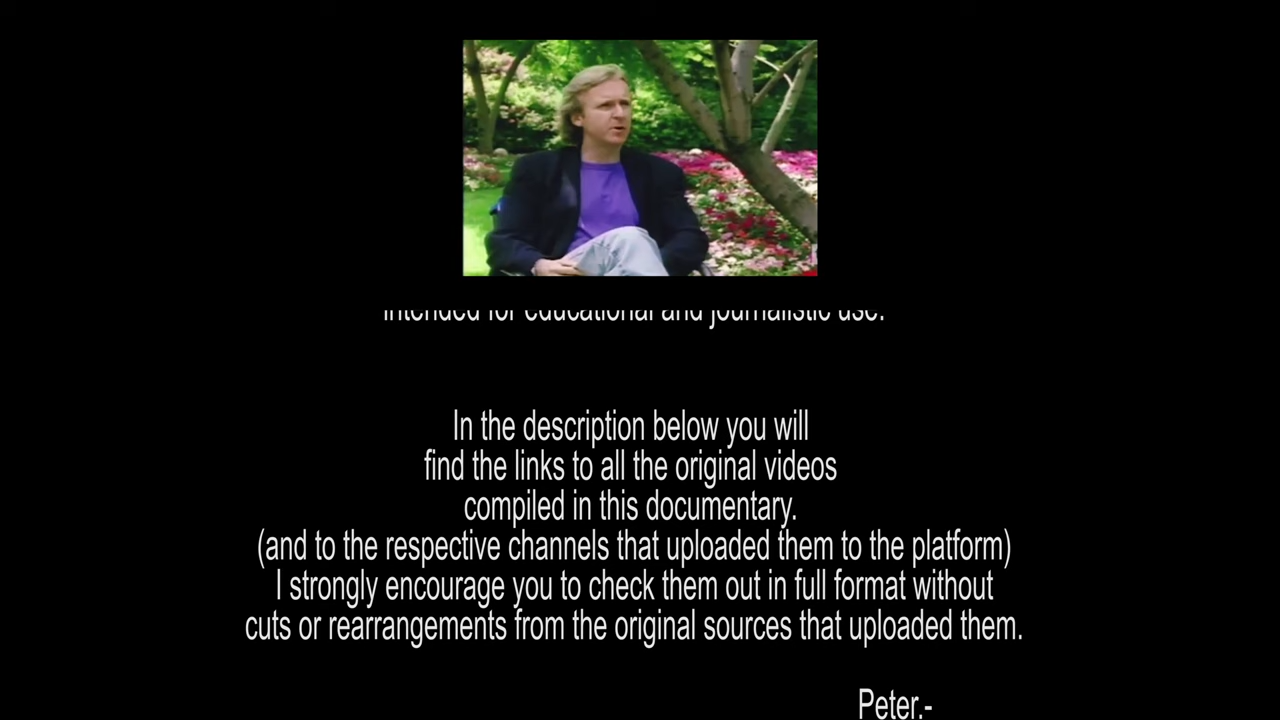 intended for educational and journalistic use.
In the description below you will
find the links to all the original videos
compiled in this documentary.
(and to the respective channels that uploaded them to the platform)
I strongly encourage you to check them out in full format without
cuts or rearrangements from the original sources that uploaded them.
Peter.-